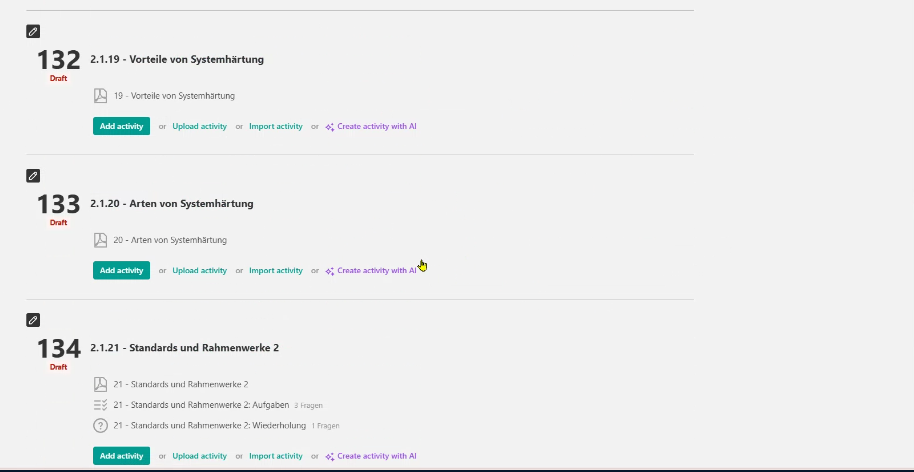 132
2.1.19 - Vorteile von Systemhärtung
Draft
19 - Vorteile von Systemhärtung
Add activity or Upload activity or Import activity or Create activity with AI
133
2.1.20 - Arten von Systemhärtung
Draft
20 - Arten von Systemhärtung
Add activity or Upload activity or Import activity or Create activity with AI
134
2.1.21 - Standards und Rahmenwerke 2
Draft
21 - Standards und Rahmenwerke 2
21 - Standards und Rahmenwerke 2: Aufgaben 3 Fragen
21 - Standards und Rahmenwerke 2: Wiederholung 1 Fragen
Add activity or Upload activity or Import activity or Create activity with AI